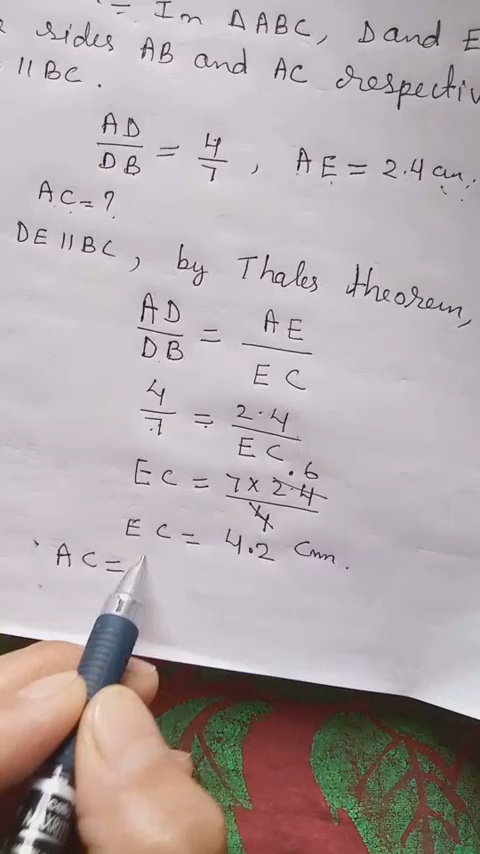 = In ΔABC, D and E
sides AB and AC respectiv
|| BC.
AD/DB = 4/7, AE = 2.4 cm.
AC = ?
DE || BC, by Thales theorem,
AD/DB = AE/EC
4/7 = 2.4/EC
.6
EC = 7 × 2.4/4
EC = 4.2 cm.
AC =